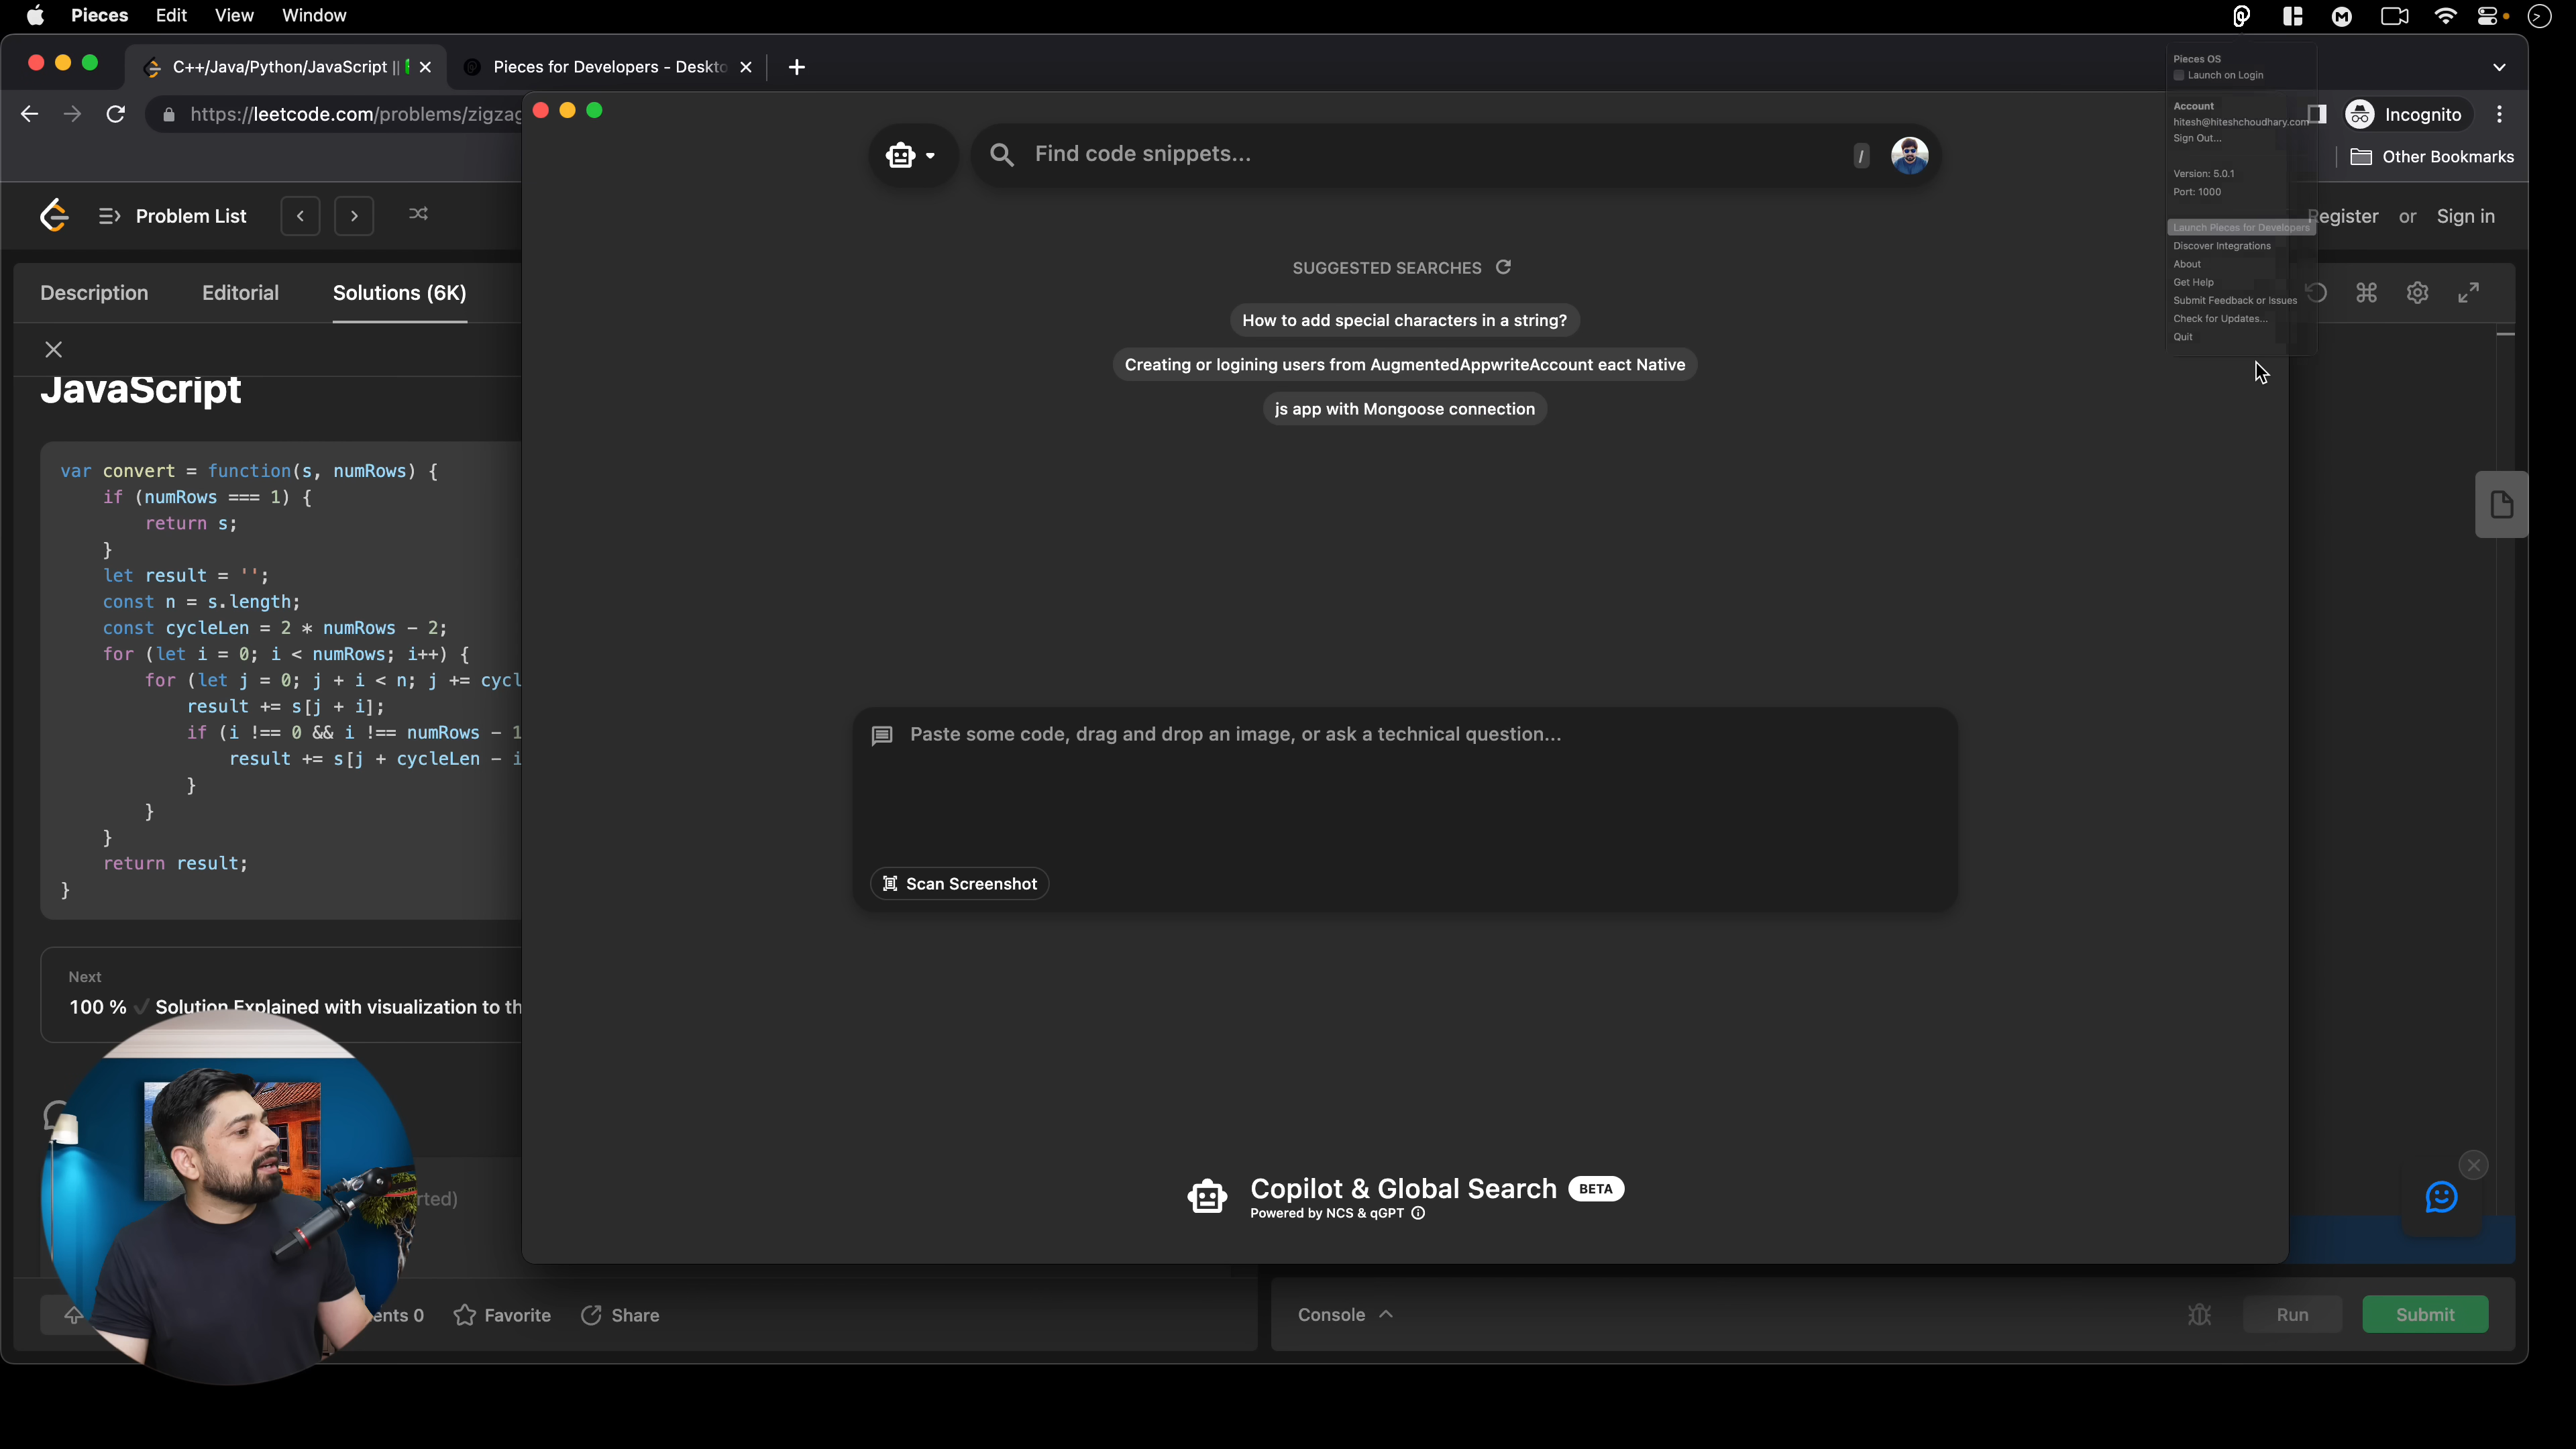 Pieces Edit View Window
C++/Java/Python/JavaScript ||
Pieces for Developers - Deskto
https://leetcode.com/problems/zigzag
Incognito
Other Bookmarks
Pieces OS
Launch on Login
Account
hitesh@hiteshchoudhary.com
Sign Out...
Version: 5.0.1
Port: 1000
Launch Pieces for Developers
Discover Integrations
About
Get Help
Submit Feedback or Issues
Check for Updates...
Quit
Problem List
Register or Sign in
Description Editorial Solutions (6K)
JavaScript
var convert = function(s, numRows) {
if (numRows === 1) {
return s;
}
let result = '';
const n = s.length;
const cycleLen = 2 * numRows - 2;
for (let i = 0; i < numRows; i++) {
for (let j = 0; j + i < n; j += cycl
result += s[j + i];
if (i !== 0 && i !== numRows - 1
result += s[j + cycleLen - i
}
}
}
return result;
}
Next
100 % Solution Explained with visualization to th
rted)
ents 0 Favorite Share
Find code snippets...
/
SUGGESTED SEARCHES
How to add special characters in a string?
Creating or logining users from AugmentedAppwriteAccount eact Native
js app with Mongoose connection
Paste some code, drag and drop an image, or ask a technical question...
Scan Screenshot
Copilot & Global Search BETA
Powered by NCS & qGPT
Console
Run
Submit